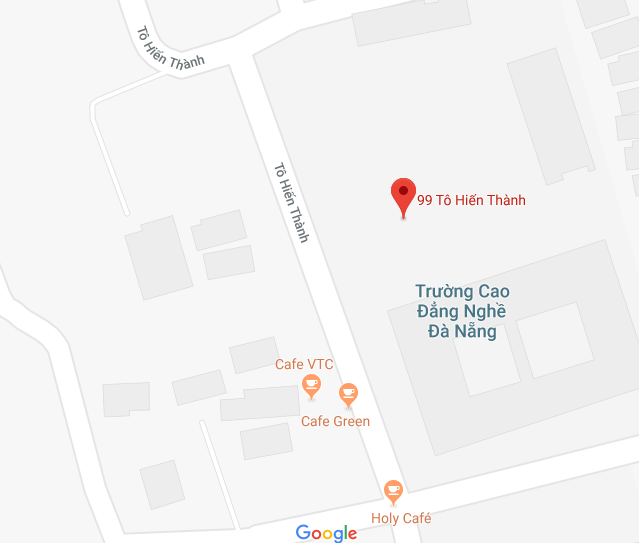 Tô Hiến Thành
Tô Hiến Thành
99 Tô Hiến Thành
Trường Cao
Đẳng Nghề
Đà Nẵng
Cafe VTC
Cafe Green
Holy Café
Google